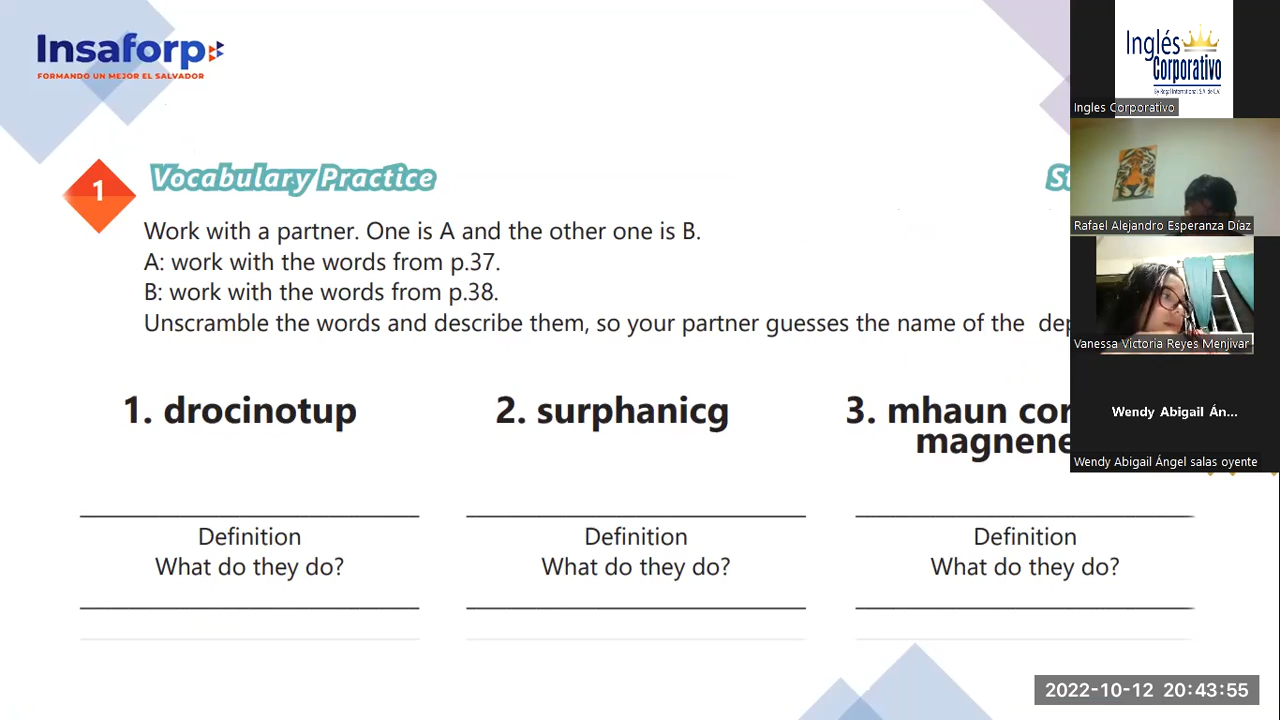 Insaforp
FORMANDO UN MEJOR EL SALVADOR
1
Vocabulary Practice
Work with a partner. One is A and the other one is B.
A: work with the words from p.37.
B: work with the words from p.38.
Unscramble the words and describe them, so your partner guesses the name of the
1. drocinotup
2. surphanicg
3. mhaun
magnene
Definition
What do they do?
Definition
What do they do?
Definition
What do they do?
Inglés
Corporativo
Ingles Corporativo
Rafael Alejandro Esperanza Díaz
Vanessa Victoria Reyes Menjivar
Wendy Abigail Án...
Wendy Abigail Ángel salas oyente
2022-10-12 20:43:55